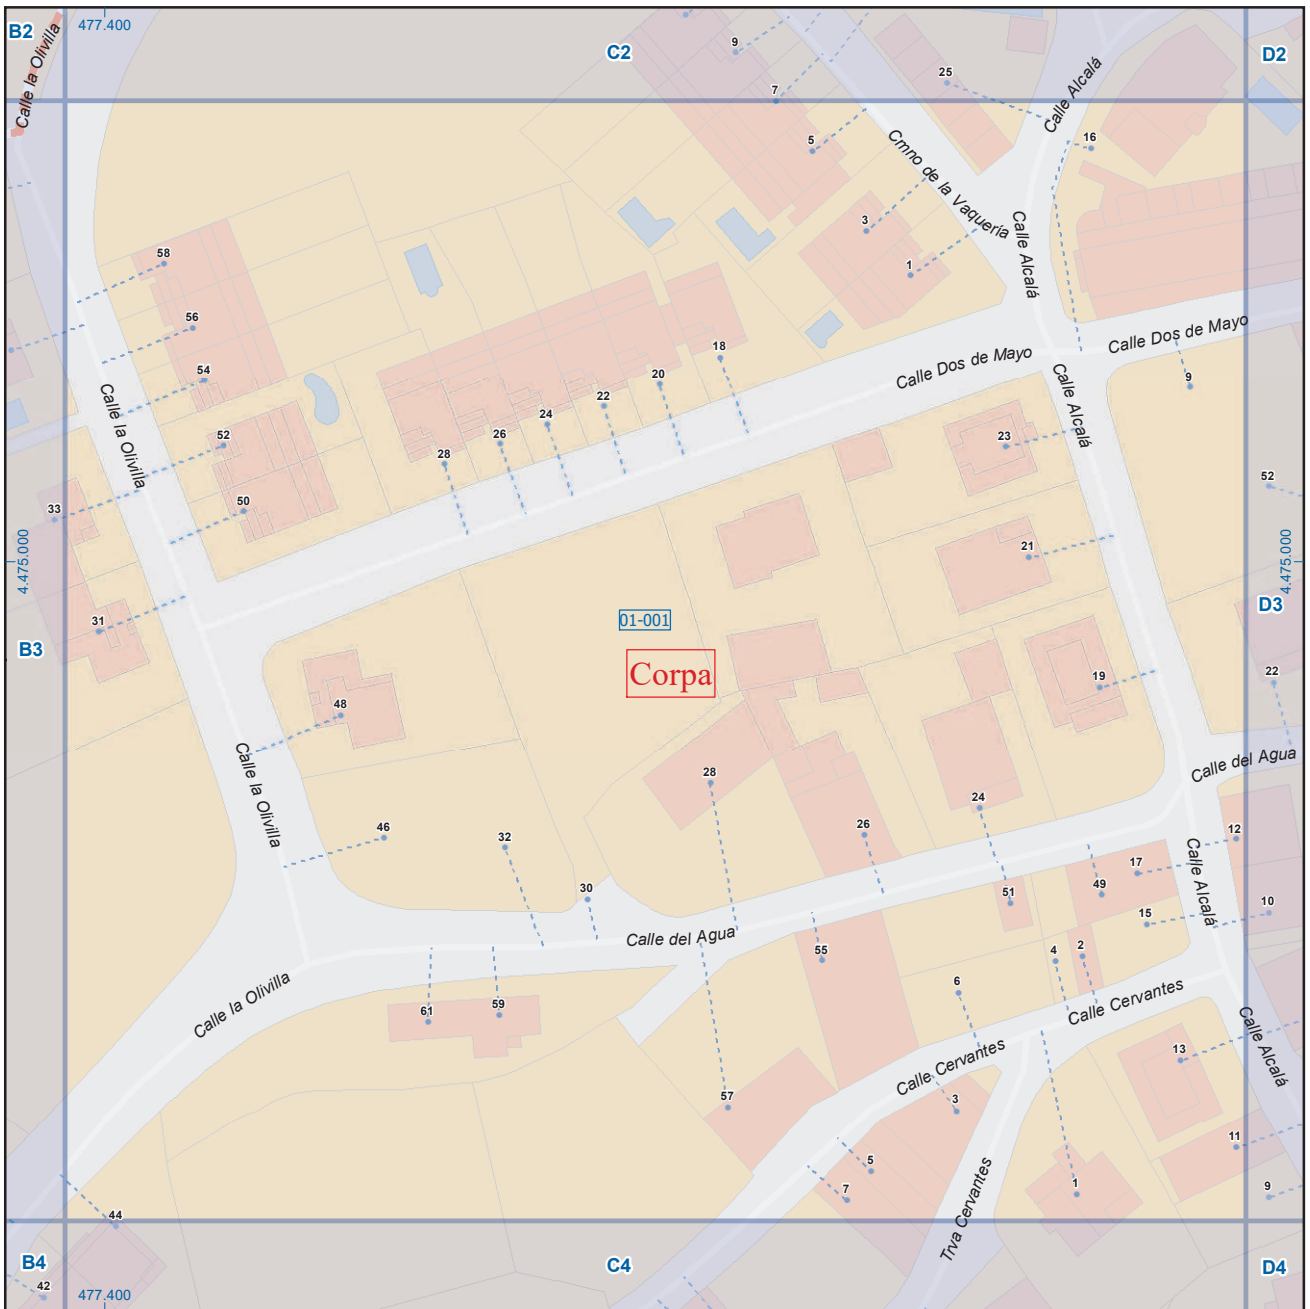 B2
477.400
C2
D2
Calle la Olivilla
9
7
25
Calle Alcalá
5
16
Cmno de la Vaquería
3
1
Calle Alcalá
58
56
54
Calle la Olivilla
52
50
33
31
28
26
24
22
20
18
Calle Dos de Mayo
Calle Dos de Mayo
9
Calle Alcalá
23
52
4.475.000
4.475.000
21
B3
01-001
Corpa
D3
22
48
19
Calle la Olivilla
Calle del Agua
28
24
46
32
26
12
30
17
49
51
Calle Alcalá
10
15
Calle del Agua
55
4
2
6
Calle la Olivilla
61
59
Calle Cervantes
Calle Cervantes
Calle Alcalá
13
57
3
11
5
7
1
9
Trva Cervantes
44
B4
42
477.400
C4
D4